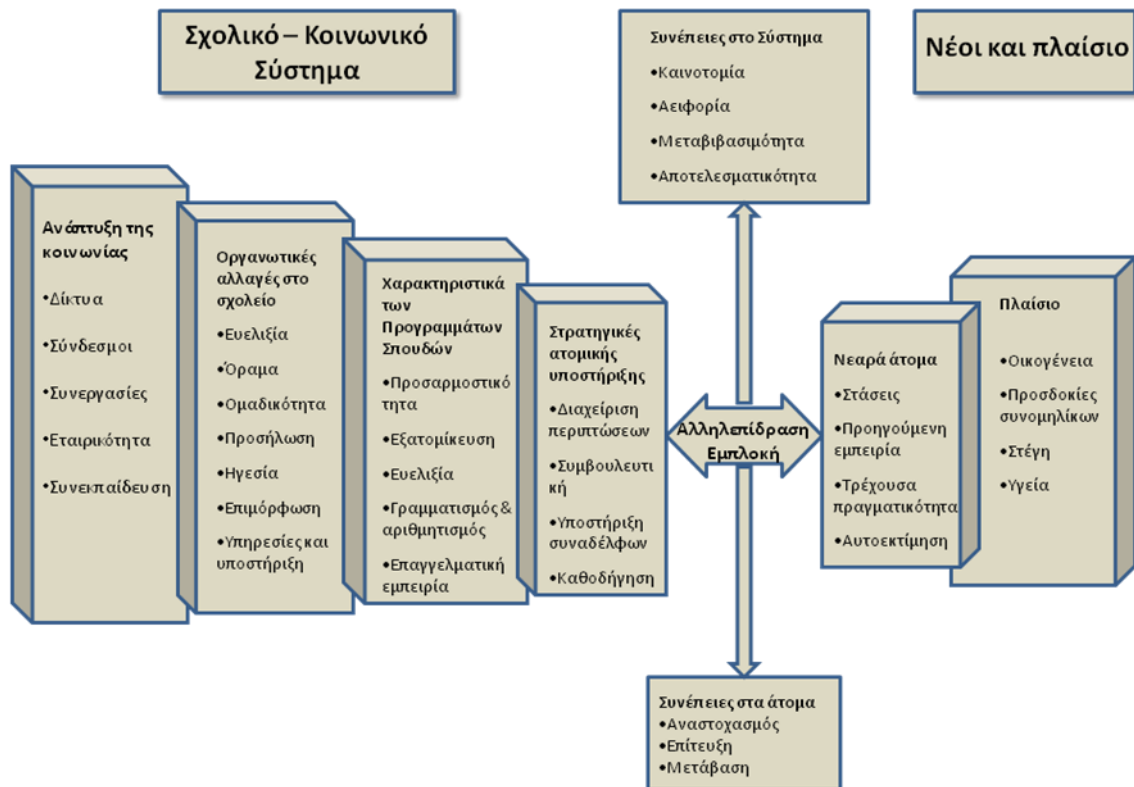 Σχολικό – Κοινωνικό
Σύστημα
Συνέπειες στο Σύστημα
•Καινοτομία
•Αειφορία
•Μεταβιβασιμότητα
•Αποτελεσματικότητα
Νέοι και πλαίσιο
Ανάπτυξη της
κοινωνίας
•Δίκτυα
•Σύνδεσμοι
•Συνεργασίες
•Εταιρικότητα
•Συνεκπαίδευση
Οργανωτικές
αλλαγές στο
σχολείο
•Ευελιξία
•Όραμα
•Ομαδικότητα
•Προσήλωση
•Ηγεσία
•Επιμόρφωση
•Υπηρεσίες και
υποστήριξη
Χαρακτηριστικά
των
Προγραμμάτων
Σπουδών
•Προσαρμοστικό
τητα
•Εξατομίκευση
•Ευελιξία
•Γραμματισμός &
αριθμητισμός
•Επαγγελματική
εμπειρία
Στρατηγικές
ατομικής
υποστήριξης
•Διαχείριση
περιπτώσεων
•Συμβουλευτι
κή
•Υποστήριξη
συναδέλφων
•Καθοδήγηση
Αλληλεπίδραση
Εμπλοκή
Νεαρά άτομα
•Στάσεις
•Προηγούμενη
εμπειρία
•Τρέχουσα
πραγματικότητα
•Αυτοεκτίμηση
Πλαίσιο
•Οικογένεια
•Προσδοκίες
συνομηλίκων
•Στέγη
•Υγεία
Συνέπειες στα άτομα
•Αναστοχασμός
•Επίτευξη
•Μετάβαση